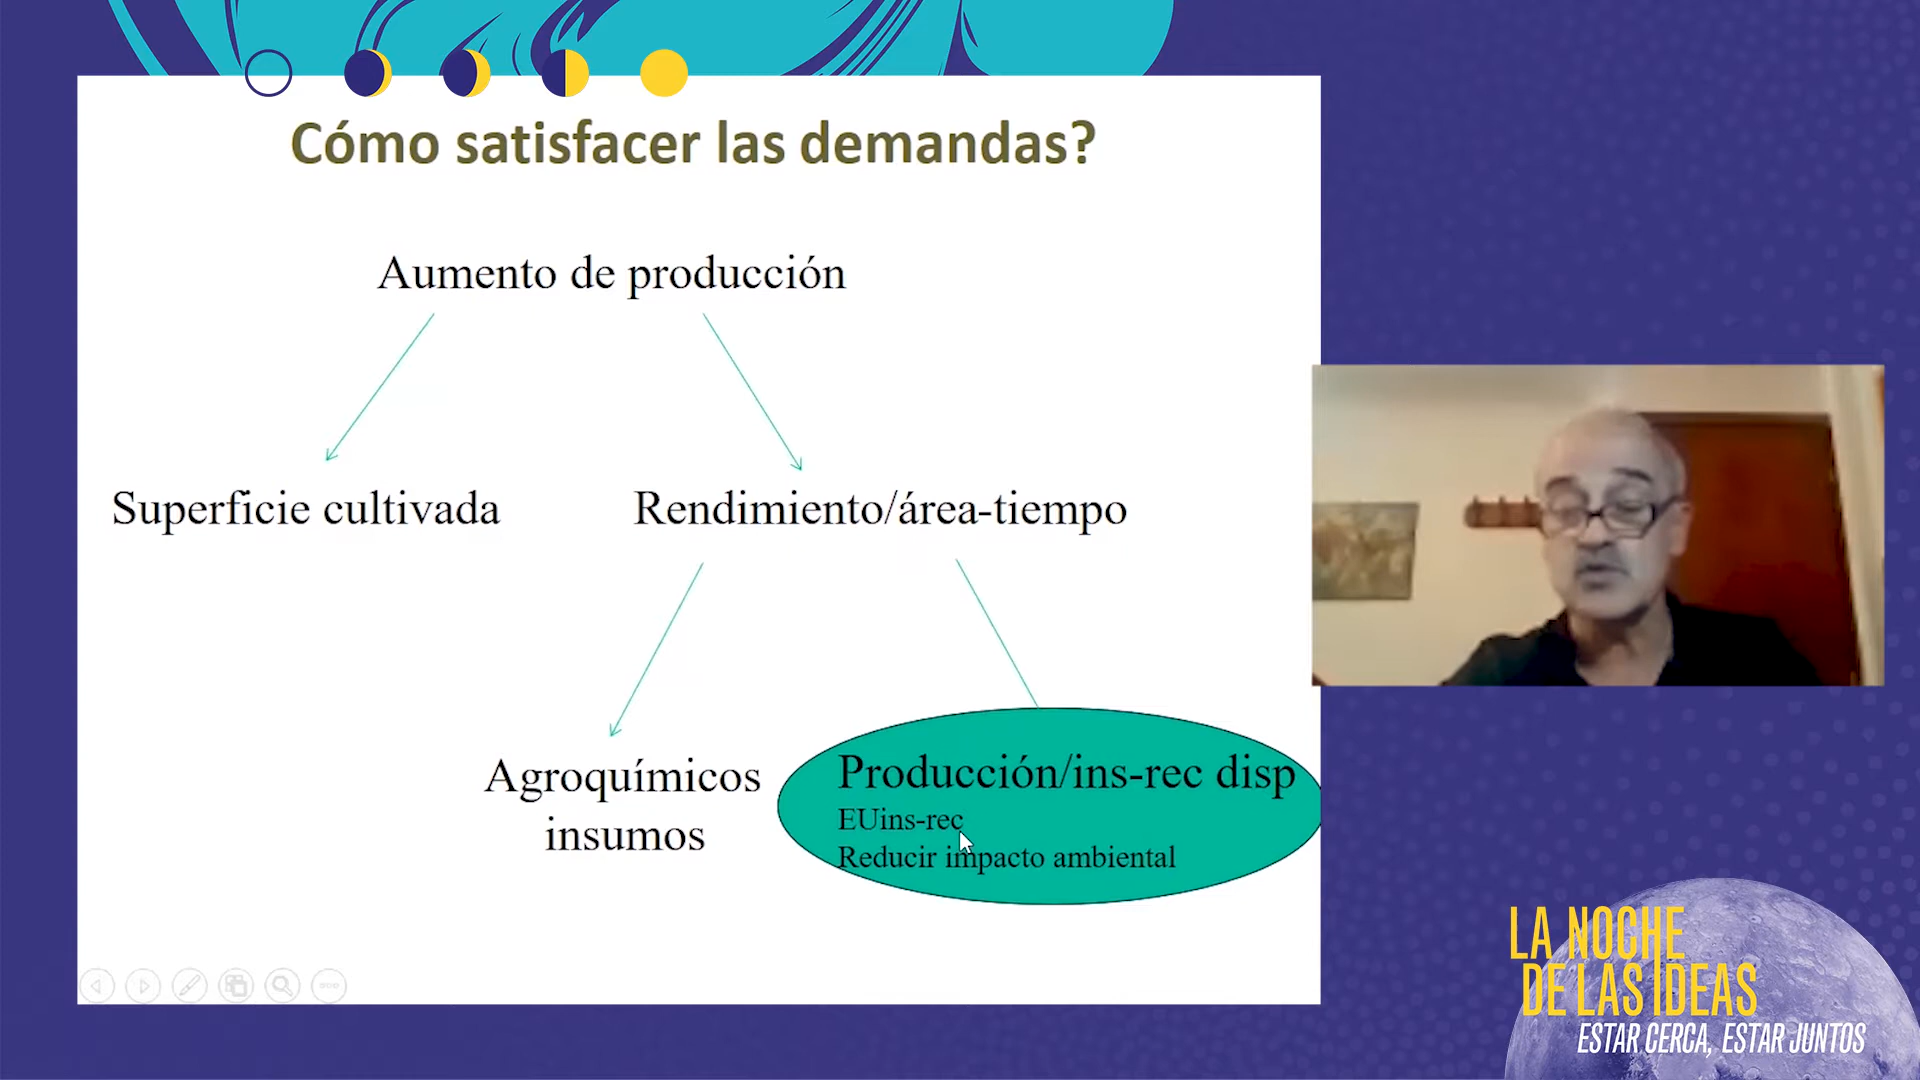 Cómo satisfacer las demandas?
Aumento de producción
Superficie cultivada
Rendimiento/área-tiempo
Agroquímicos
insumos
Producción/ins-rec disp
EUins-rec
Reducir impacto ambiental
LA NOCHE
DE LAS IDEAS
ESTAR CERCA, ESTAR JUNTOS